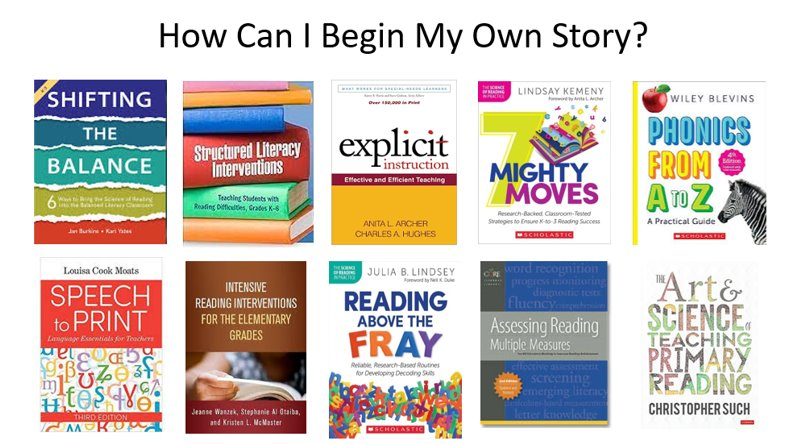 How Can I Begin My Own Story?
SHIFTING
THE
BALANCE
6 Ways to Bring the Science of Reading
into the Balanced Literacy Classroom
Jan Burkins • Kari Yates
Structured Literacy
Interventions
Teaching Students with
Reading Difficulties, Grades K–6
WHAT WORKS FOR SPECIAL-NEEDS LEARNERS
Over 150,000 in Print
explicit
instruction
Effective and Efficient Teaching
ANITA L. ARCHER
CHARLES A. HUGHES
THE SCIENCE
OF READING
IN PRACTICE
LINDSAY KEMENY
Foreword by Anita L. Archer
7
MIGHTY
MOVES
Research-Backed, Classroom-Tested
Strategies to Ensure K–to–3 Reading Success
SCHOLASTIC
WILEY BLEVINS
PHONICS
FROM
A TO Z
4th
Edition
A Practical Guide
SCHOLASTIC
Louisa Cook Moats
SPEECH
to PRINT
Language Essentials for Teachers
THIRD EDITION
INTENSIVE
READING INTERVENTIONS
FOR THE ELEMENTARY
GRADES
Jeanne Wanzek, Stephanie Al Otaiba,
and Kristen L. McMaster
THE SCIENCE
OF READING
IN PRACTICE
JULIA B. LINDSEY
Foreword by Nell K. Duke
READING
ABOVE THE
FRAY
Reliable, Research-Based Routines
for Developing Decoding Skills
SCHOLASTIC
CORE
word recognition
progress monitoring
diagnostic tests
fluency
Assessing Reading
Multiple Measures
effective assessment
screening
emerging literacy
letter knowledge
THE
Art &
SCIENCE of
TEACHING
PRIMARY
READING
CHRISTOPHER SUCH